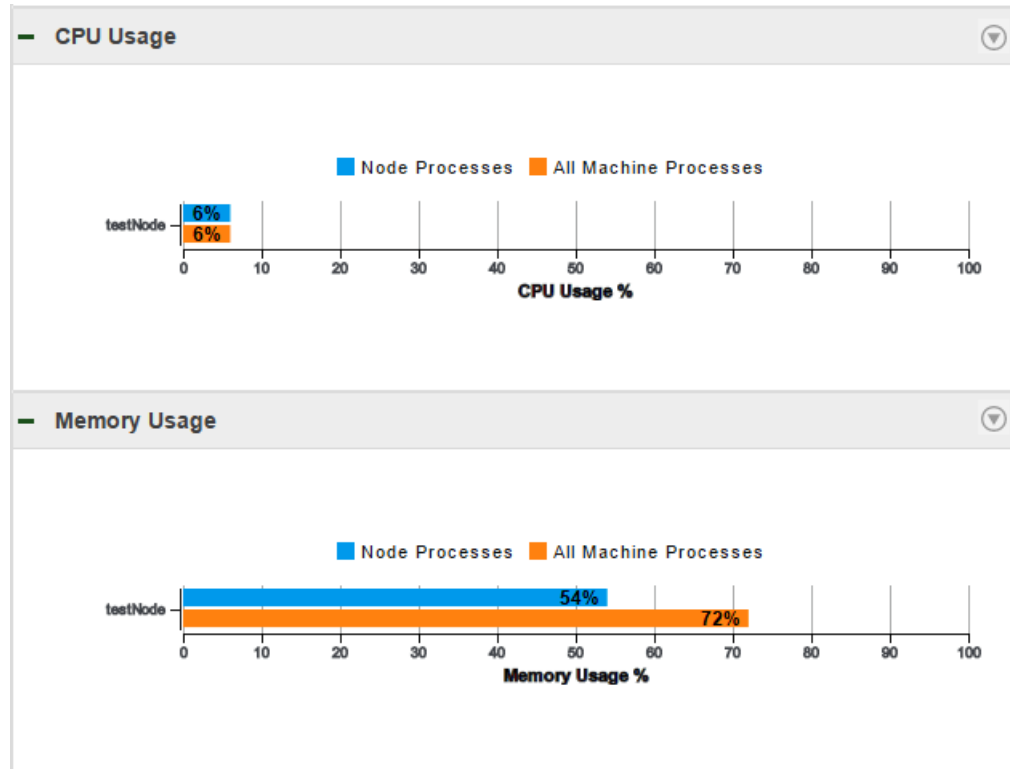 CPU Usage
Node Processes All Machine Processes
testNode
6%
6%
0 10 20 30 40 50 60 70 80 90 100
CPU Usage %
Memory Usage
Node Processes All Machine Processes
testNode
54%
72%
0 10 20 30 40 50 60 70 80 90 100
Memory Usage %